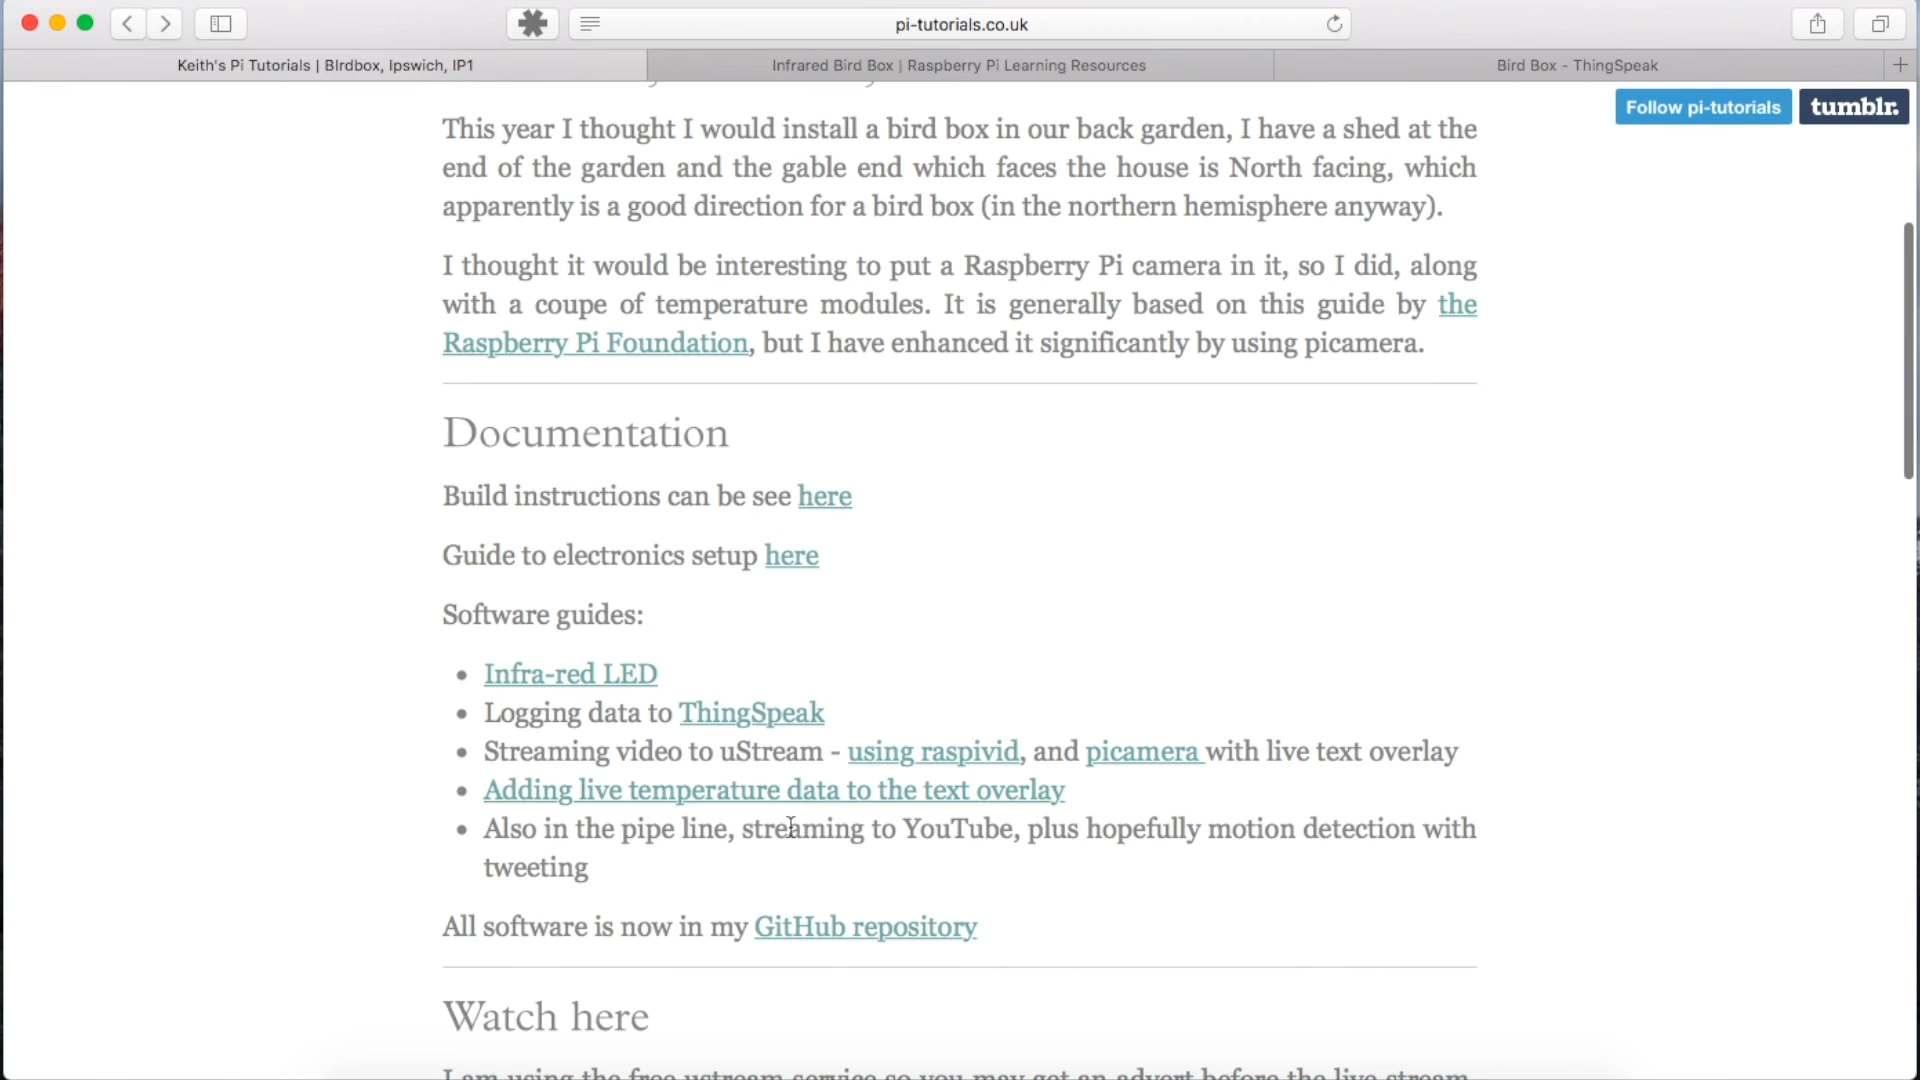 pi-tutorials.co.uk
Keith's Pi Tutorials | BIrdbox, Ipswich, IP1
Infrared Bird Box | Raspberry Pi Learning Resources
Bird Box - ThingSpeak
Follow pi-tutorials
tumblr.
This year I thought I would install a bird box in our back garden, I have a shed at the
end of the garden and the gable end which faces the house is North facing, which
apparently is a good direction for a bird box (in the northern hemisphere anyway).
I thought it would be interesting to put a Raspberry Pi camera in it, so I did, along
with a coupe of temperature modules. It is generally based on this guide by the
Raspberry Pi Foundation, but I have enhanced it significantly by using picamera.
Documentation
Build instructions can be see here
Guide to electronics setup here
Software guides:
• Infra-red LED
• Logging data to ThingSpeak
• Streaming video to uStream - using raspivid, and picamera with live text overlay
• Adding live temperature data to the text overlay
• Also in the pipe line, streaming to YouTube, plus hopefully motion detection with
tweeting
All software is now in my GitHub repository
Watch here
I am using the free ustream service so you may get an advert before the live stream